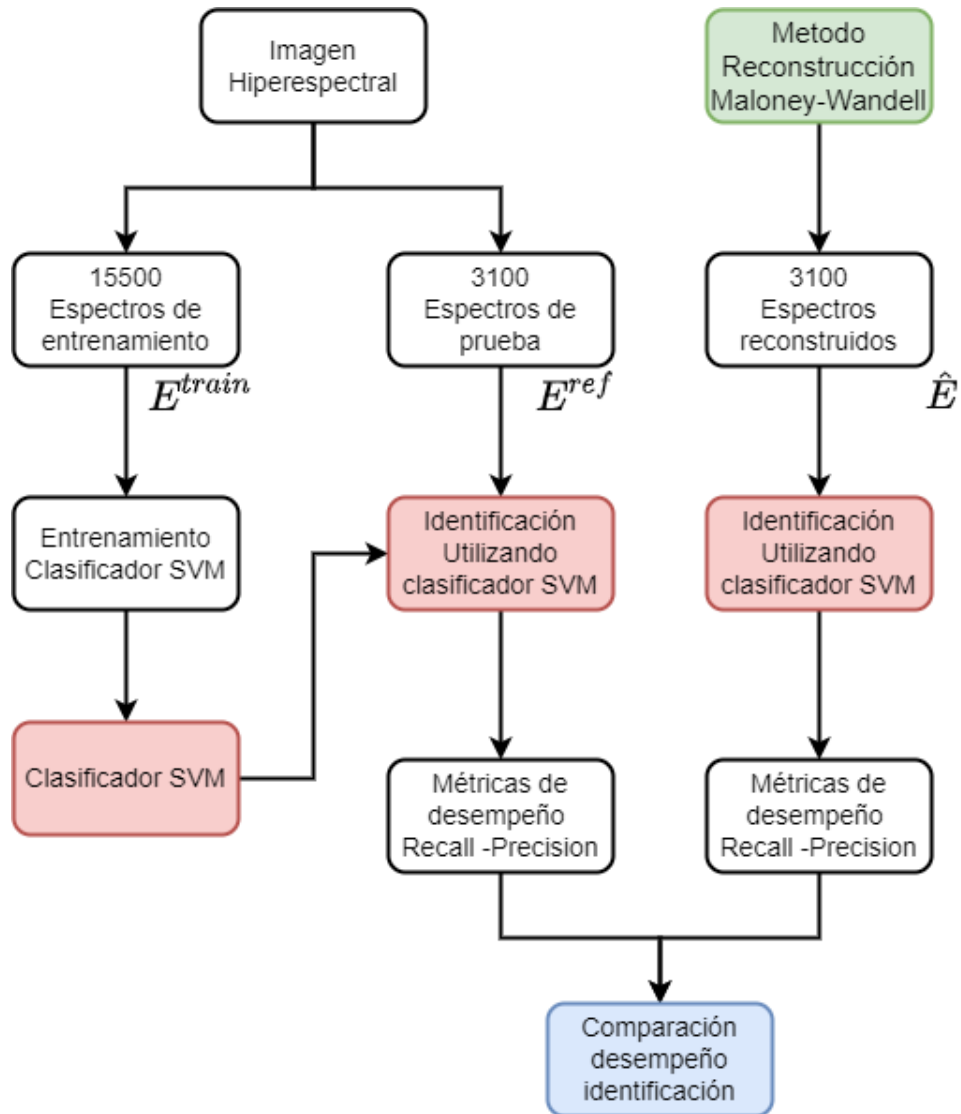 Imagen
Hiperespectral
Metodo
Reconstrucción
Maloney-Wandell
15500
Espectros de
entrenamiento
3100
Espectros de
prueba
3100
Espectros
reconstruidos
E^{train}
E^{ref}
Ê
Entrenamiento
Clasificador SVM
Identificación
Utilizando
clasificador SVM
Identificación
Utilizando
clasificador SVM
Clasificador SVM
Métricas de
desempeño
Recall -Precision
Métricas de
desempeño
Recall -Precision
Comparación
desempeño
identificación